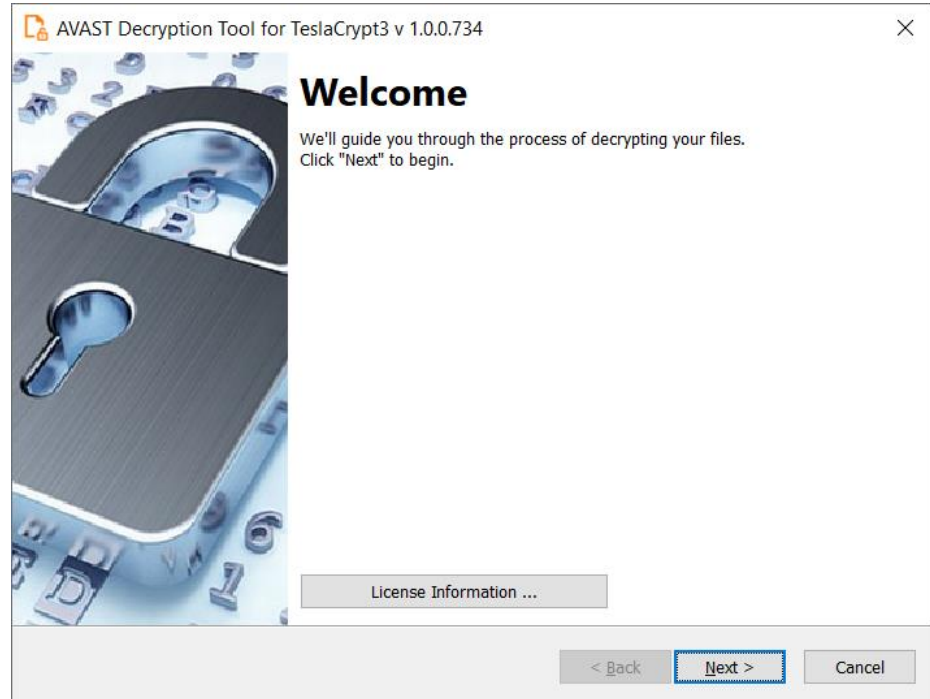 AVAST Decryption Tool for TeslaCrypt3 v 1.0.0.734
Welcome
We'll guide you through the process of decrypting your files.
Click "Next" to begin.
License Information ...
< Back
Next >
Cancel